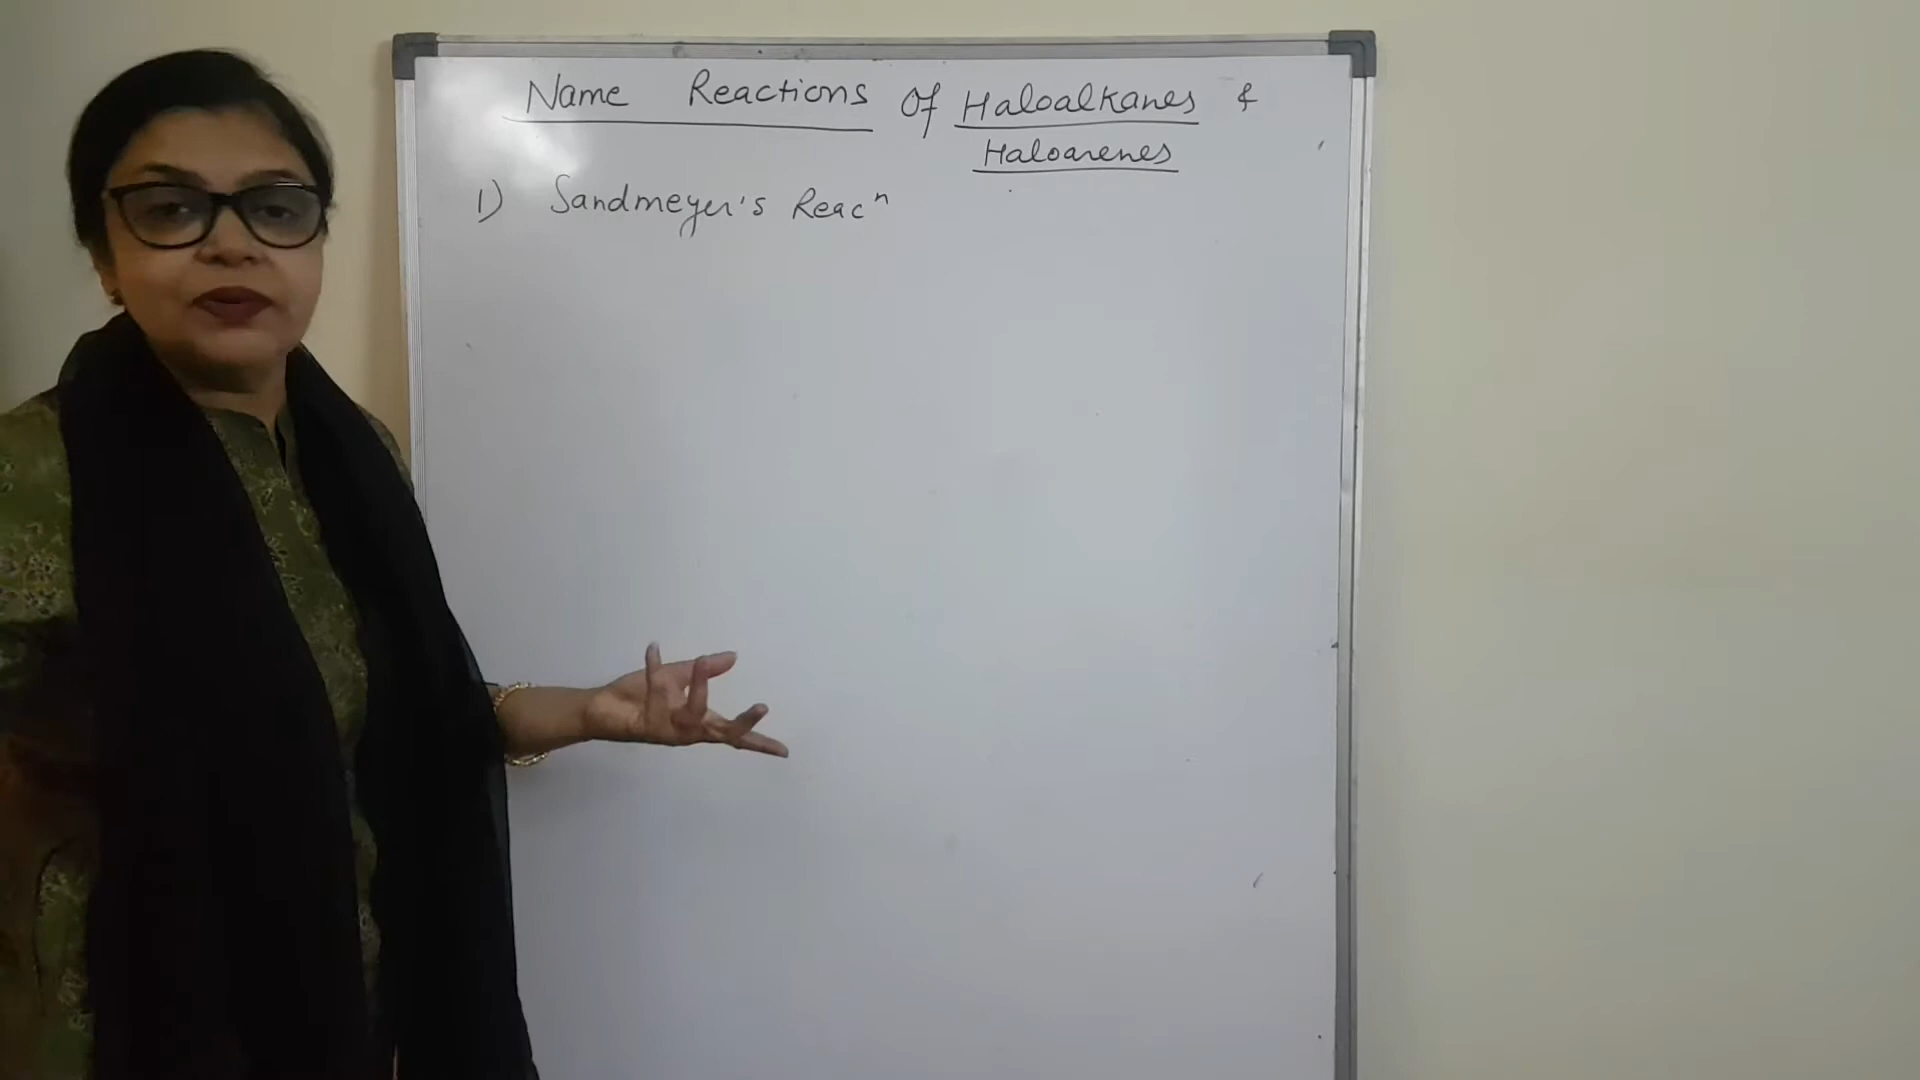 Name Reactions Of Haloalkanes &
Haloarenes
1) Sandmeyer's Reacⁿ